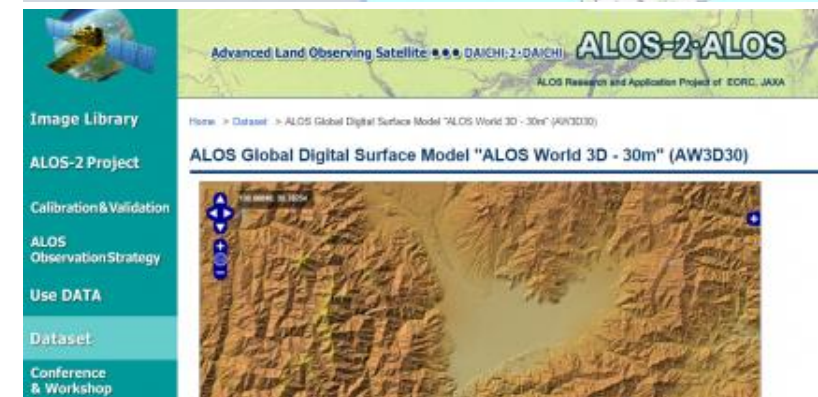 Advanced Land Observing Satellite ●●● DAICHI-2・DAICHI ALOS-2・ALOS
ALOS Research and Application Project of EORC, JAXA
Home > Dataset > ALOS Global Digital Surface Model "ALOS World 3D - 30m" (AW3D30)
ALOS Global Digital Surface Model "ALOS World 3D - 30m" (AW3D30)
Image Library
ALOS-2 Project
Calibration & Validation
ALOS
Observation Strategy
Use DATA
Dataset
Conference
& Workshop